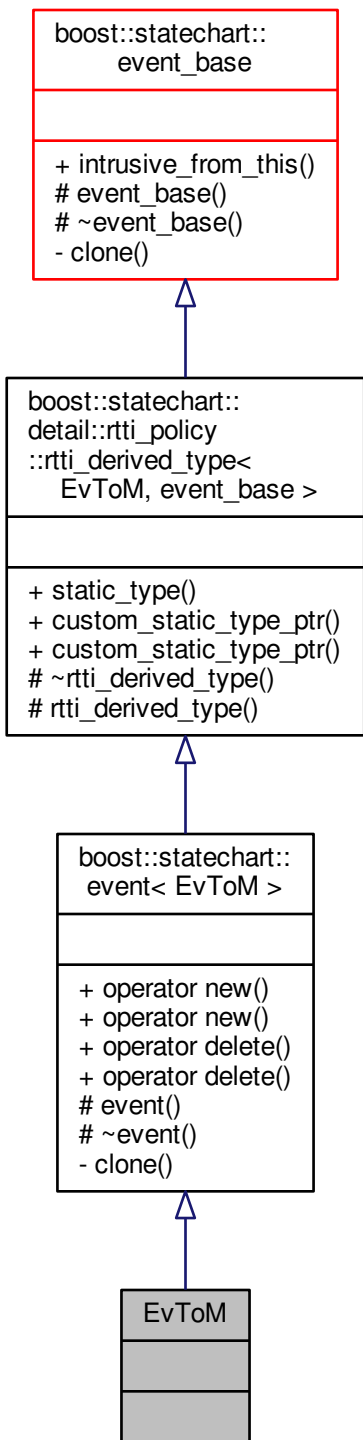 boost::statechart::
event_base
+ intrusive_from_this()
# event_base()
# ~event_base()
- clone()
boost::statechart::
detail::rtti_policy
::rtti_derived_type<
EvToM, event_base >
+ static_type()
+ custom_static_type_ptr()
+ custom_static_type_ptr()
# ~rtti_derived_type()
# rtti_derived_type()
boost::statechart::
event< EvToM >
+ operator new()
+ operator new()
+ operator delete()
+ operator delete()
# event()
# ~event()
- clone()
EvToM